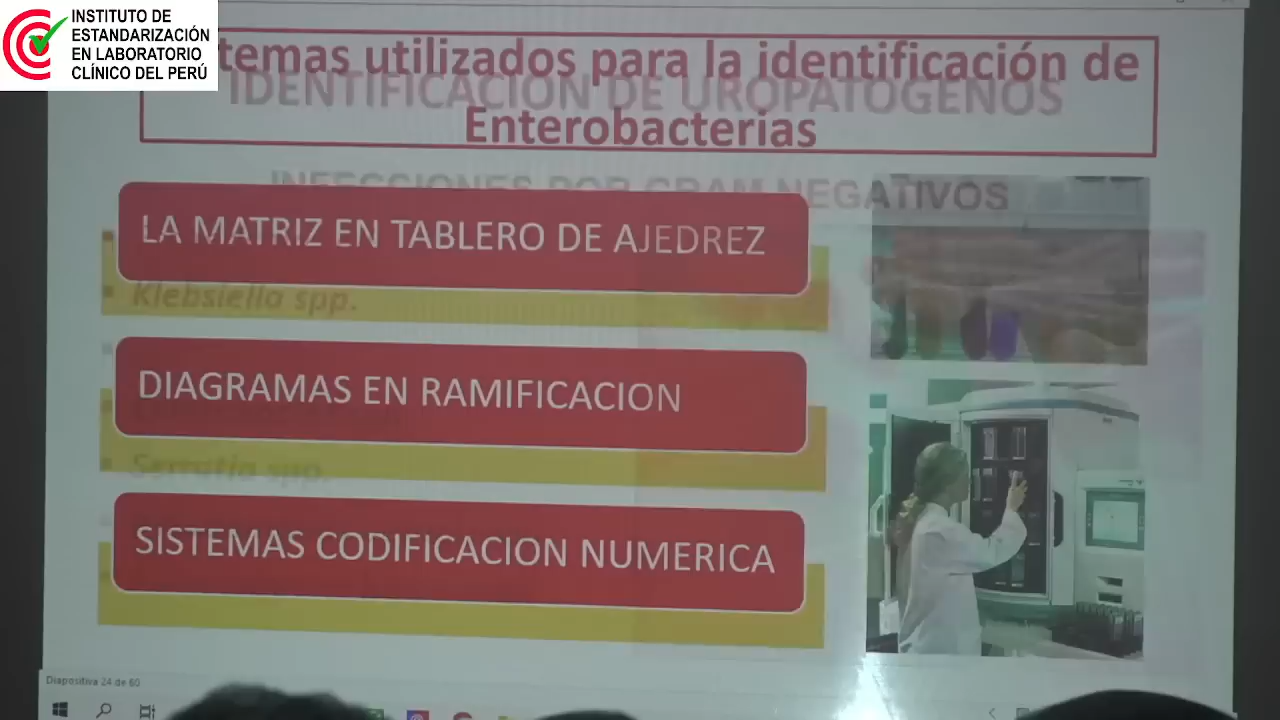 INSTITUTO DE
ESTANDARIZACIÓN
EN LABORATORIO
CLÍNICO DEL PERÚ
temas utilizados para la identificación de
IDENTIFICACION DE UROPATOGENOS
Enterobacterias
INFECCIONES POR GRAM NEGATIVOS
LA MATRIZ EN TABLERO DE AJEDREZ
Klebsiella spp.
DIAGRAMAS EN RAMIFICACION
Serratia spp.
SISTEMAS CODIFICACION NUMERICA
Diapositiva 24 de 60